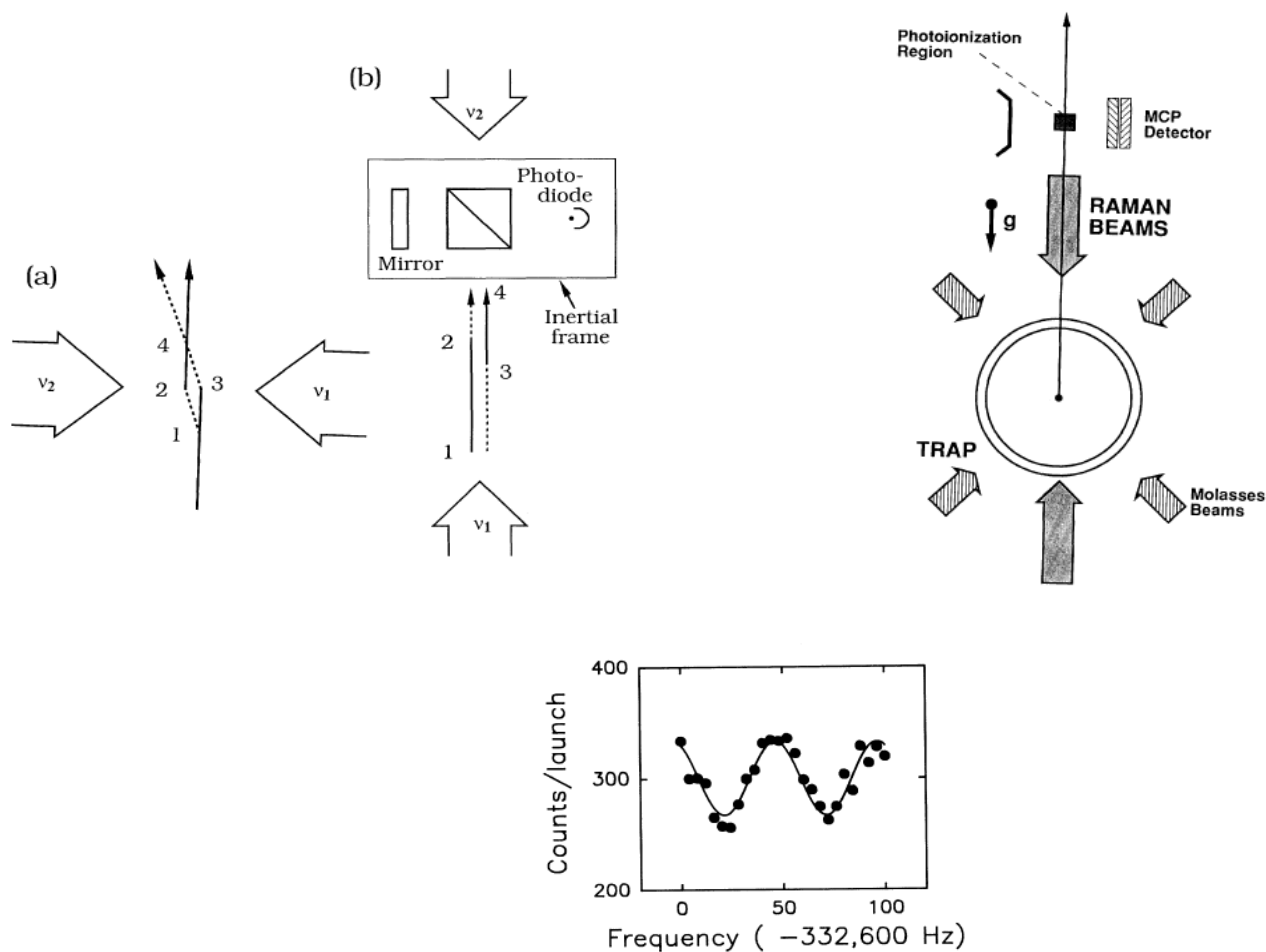 (a)
ν2
ν1
1
2
3
4
(b)
ν2
Photo-
diode
Mirror
4
Inertial
frame
2
3
1
ν1
Photoionization
Region
MCP
Detector
g
RAMAN
BEAMS
TRAP
Molasses
Beams
400
300
200
Counts/launch
0
50
100
Frequency ( -332,600 Hz)